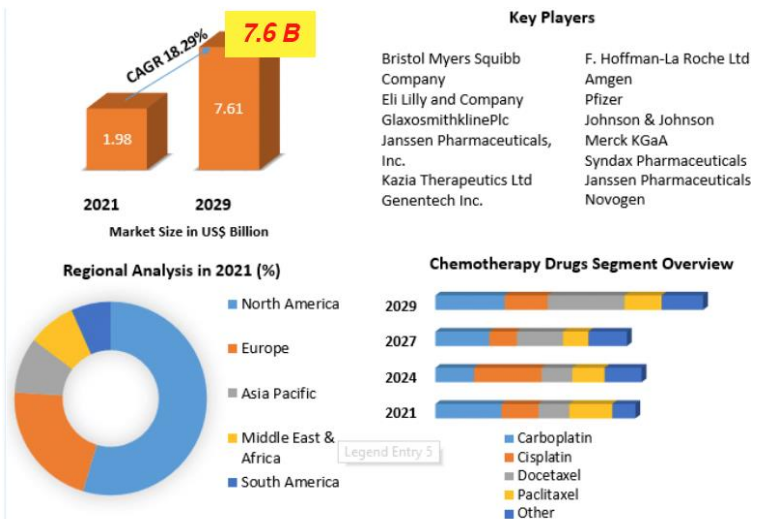 7.6 B
CAGR 18.29%
1.98
7.61
2021
2029
Market Size in US$ Billion
Key Players
Bristol Myers Squibb
Company
Eli Lilly and Company
GlaxosmithklinePlc
Janssen Pharmaceuticals,
Inc.
Kazia Therapeutics Ltd
Genentech Inc.
F. Hoffman-La Roche Ltd
Amgen
Pfizer
Johnson & Johnson
Merck KGaA
Syndax Pharmaceuticals
Janssen Pharmaceuticals
Novogen
Regional Analysis in 2021 (%)
North America
Europe
Asia Pacific
Middle East &
Africa
South America
Legend Entry 5
Chemotherapy Drugs Segment Overview
2029
2027
2024
2021
Carboplatin
Cisplatin
Docetaxel
Paclitaxel
Other